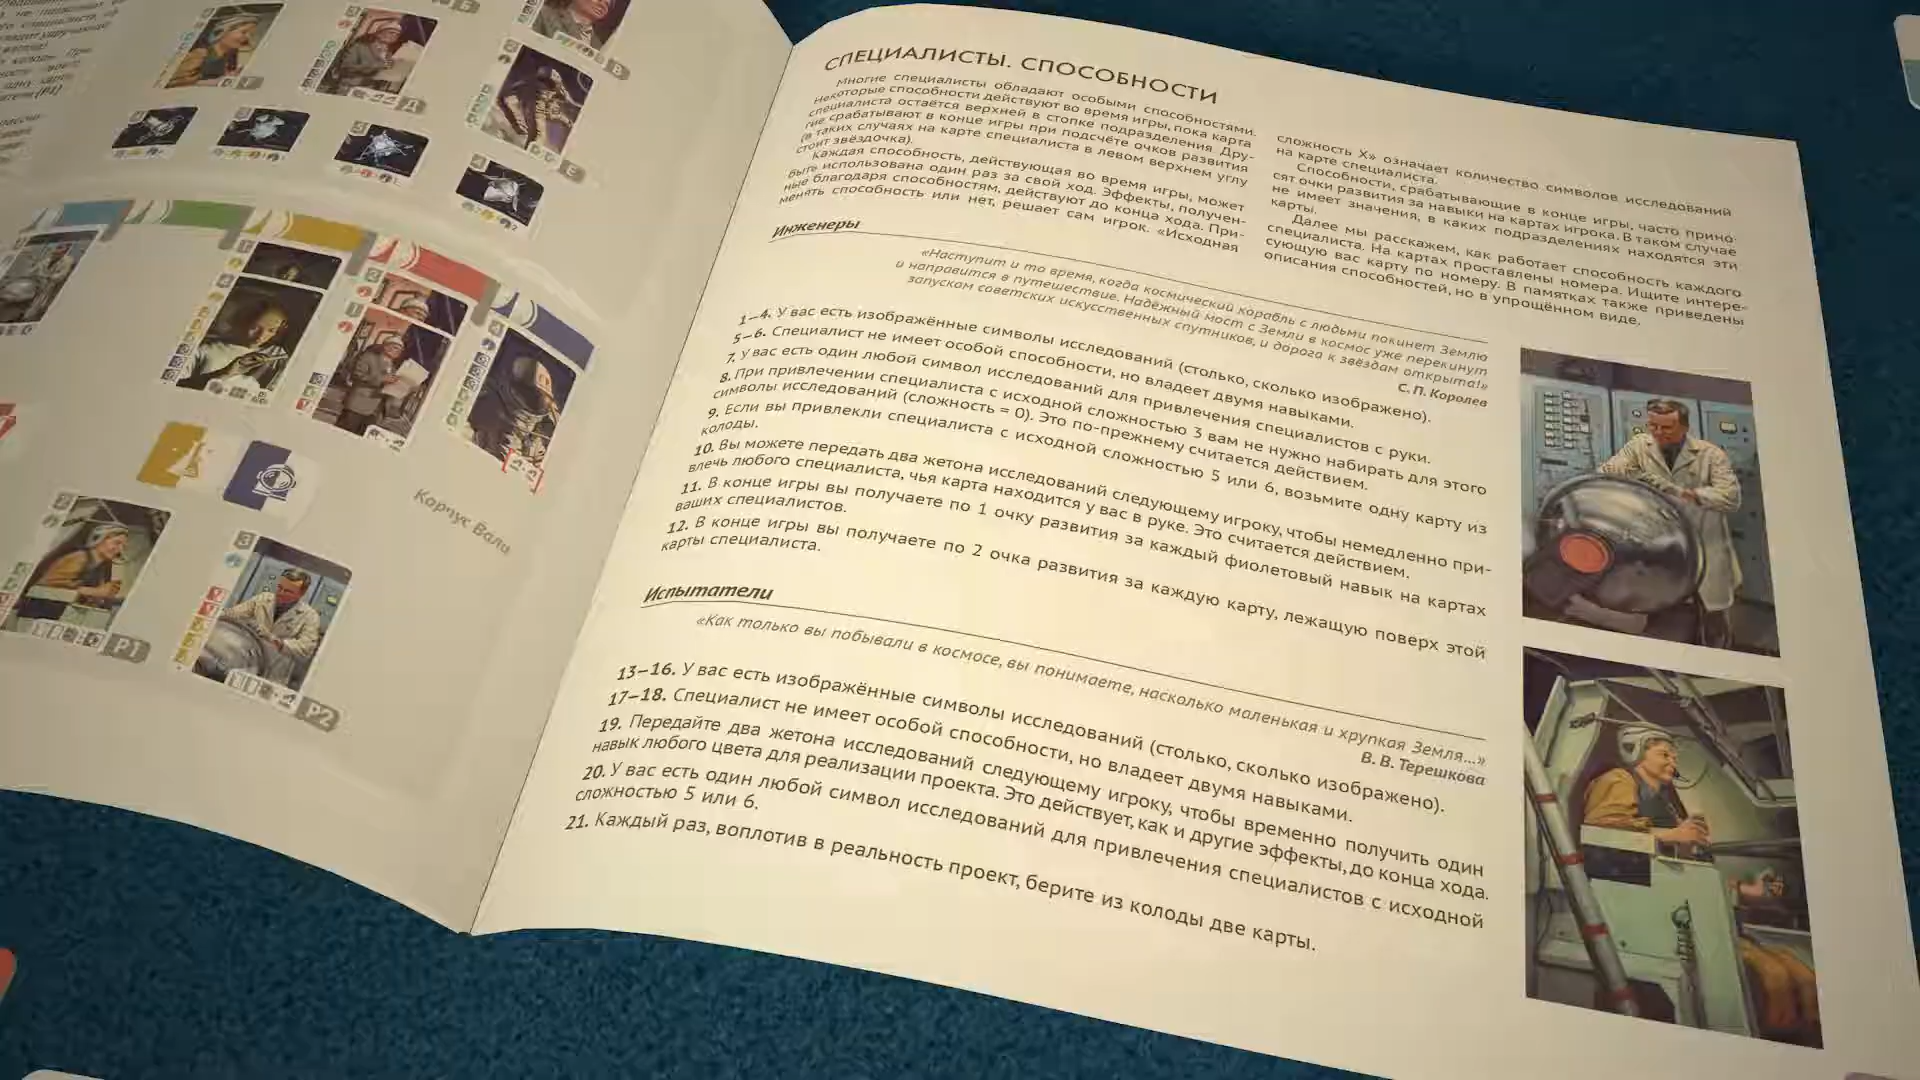 СПЕЦИАЛИСТЫ. СПОСОБНОСТИ
Многие специалисты обладают особыми способностями.
Некоторые способности действуют во время игры, пока карта
специалиста остаётся верхней в стопке подразделения. Дру-
гие срабатывают в конце игры при подсчёте очков развития
(в таких случаях на карте специалиста в левом верхнем углу
стоит звёздочка).
Каждая способность, действующая во время игры, может
быть использована один раз за свой ход. Эффекты, получен-
ные благодаря способностям, действуют до конца хода. При-
менять способность или нет, решает сам игрок. «Исходная
сложность X» означает количество символов исследований
на карте специалиста.
Способности, срабатывающие в конце игры, часто прино-
сят очки развития за навыки на картах игрока. В таком случае
не имеет значения, в каких подразделениях находятся эти
карты.
Далее мы расскажем, как работает способность каждого
специалиста. На картах проставлены номера. Ищите интере-
сующую вас карту по номеру. В памятках также приведены
описания способностей, но в упрощённом виде.
Инженеры
«Наступит и то время, когда космический корабль с людьми покинет Землю
и направится в путешествие. Надёжный мост с Земли в космос уже перекинут
запуском советских искусственных спутников, и дорога к звёздам открыта!»
С. П. Королев
1–4. У вас есть изображённые символы исследований (столько, сколько изображено).
5–6. Специалист не имеет особой способности, но владеет двумя навыками.
7. У вас есть один любой символ исследований для привлечения специалистов с руки.
8. При привлечении специалиста с исходной сложностью 3 вам не нужно набирать для этого
символы исследований (сложность = 0). Это по-прежнему считается действием.
9. Если вы привлекли специалиста с исходной сложностью 5 или 6, возьмите одну карту из
колоды.
10. Вы можете передать два жетона исследований следующему игроку, чтобы немедленно при-
влечь любого специалиста, чья карта находится у вас в руке. Это считается действием.
11. В конце игры вы получаете по 1 очку развития за каждый фиолетовый навык на картах
ваших специалистов.
12. В конце игры вы получаете по 2 очка развития за каждую карту, лежащую поверх этой
карты специалиста.
Испытатели
«Как только вы побывали в космосе, вы понимаете, насколько маленькая и хрупкая Земля...»
В. В. Терешкова
13–16. У вас есть изображённые символы исследований (столько, сколько изображено).
17–18. Специалист не имеет особой способности, но владеет двумя навыками.
19. Передайте два жетона исследований следующему игроку, чтобы временно получить один
навык любого цвета для реализации проекта. Это действует, как и другие эффекты, до конца хода.
20. У вас есть один любой символ исследований для привлечения специалистов с исходной
сложностью 5 или 6.
21. Каждый раз, воплотив в реальность проект, берите из колоды две карты.
Корпус Вали
Г
Д
В
Е
Р1
Р2